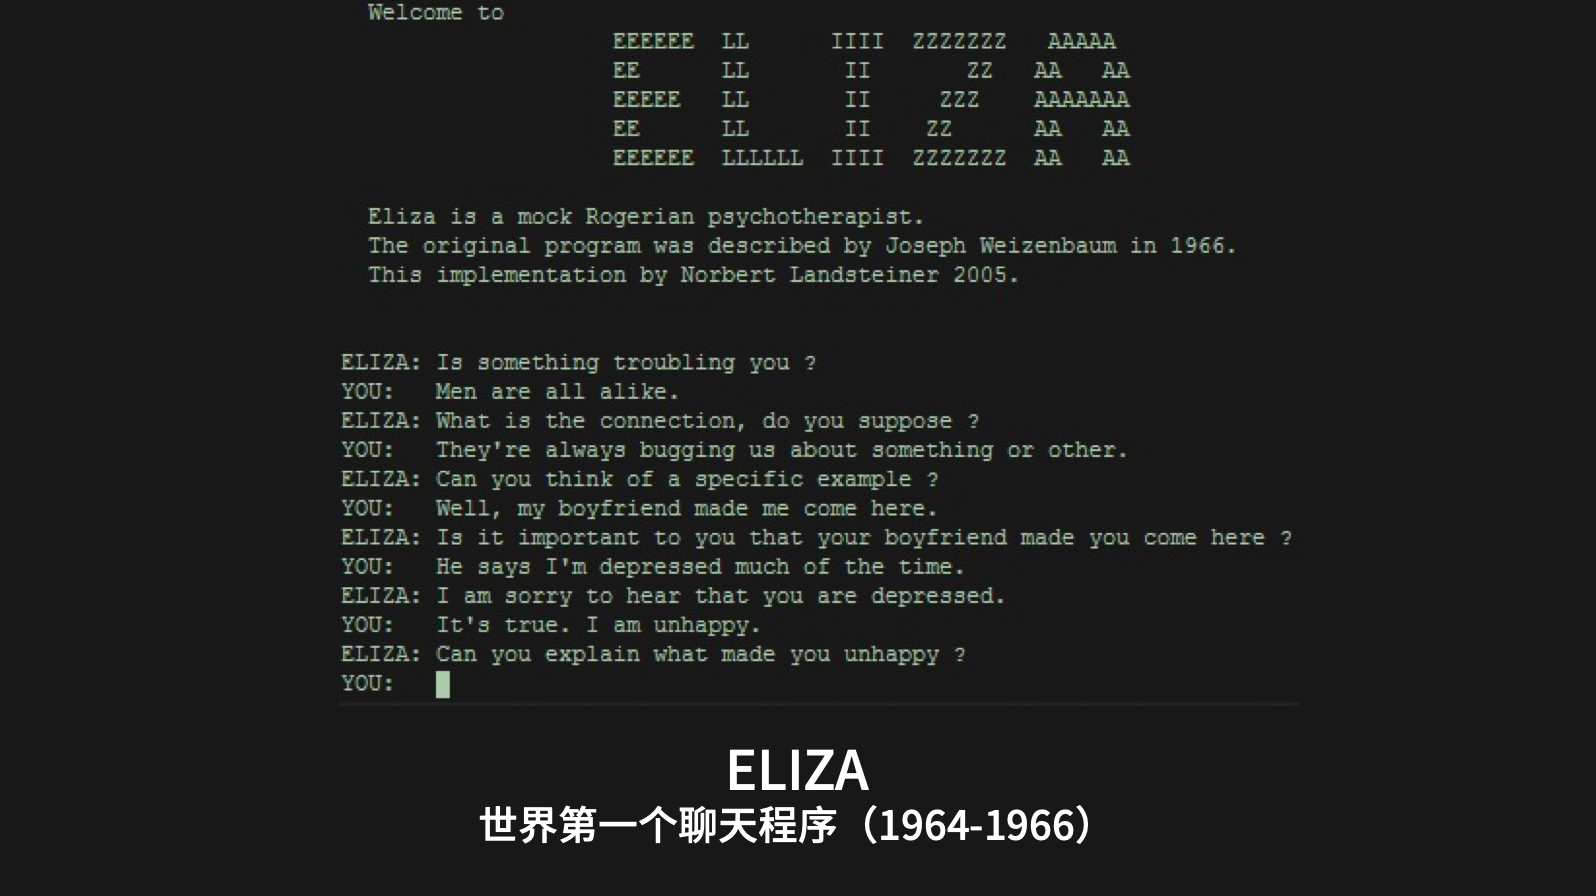 Welcome to
EEEEEE  LL      IIII  ZZZZZZZ   AAAAA
EE      LL       II       ZZ   AA   AA
EEEEE   LL       II     ZZZ    AAAAAAA
EE      LL       II    ZZ      AA   AA
EEEEEE  LLLLLL  IIII  ZZZZZZZ  AA   AA
Eliza is a mock Rogerian psychotherapist.
The original program was described by Joseph Weizenbaum in 1966.
This implementation by Norbert Landsteiner 2005.
ELIZA: Is something troubling you ?
YOU:   Men are all alike.
ELIZA: What is the connection, do you suppose ?
YOU:   They're always bugging us about something or other.
ELIZA: Can you think of a specific example ?
YOU:   Well, my boyfriend made me come here.
ELIZA: Is it important to you that your boyfriend made you come here ?
YOU:   He says I'm depressed much of the time.
ELIZA: I am sorry to hear that you are depressed.
YOU:   It's true. I am unhappy.
ELIZA: Can you explain what made you unhappy ?
YOU:
ELIZA
世界第一个聊天程序（1964-1966）